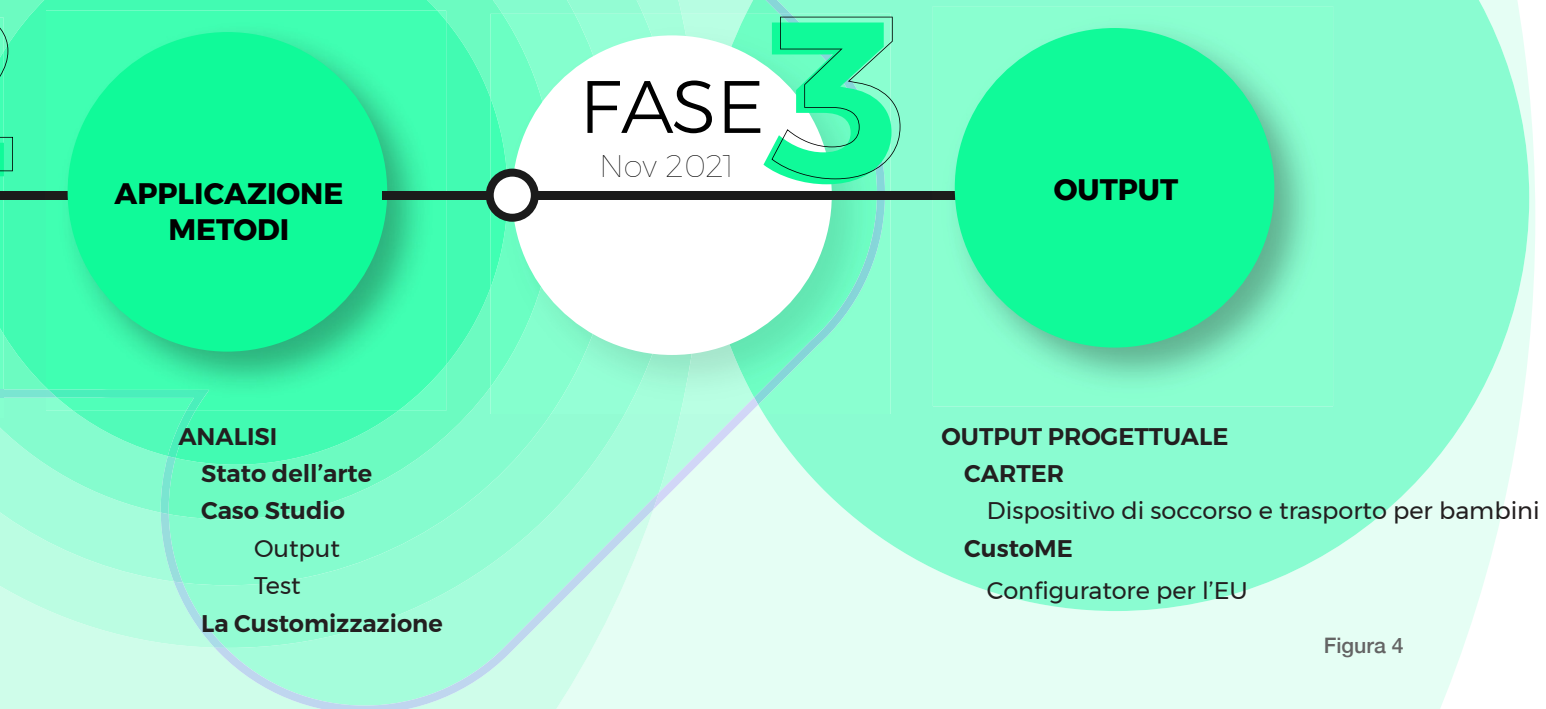 2
APPLICAZIONE
METODI
FASE 3
Nov 2021
OUTPUT
ANALISI
Stato dell’arte
Caso Studio
Output
Test
La Customizzazione
OUTPUT PROGETTUALE
CARTER
Dispositivo di soccorso e trasporto per bambini
CustoME
Configuratore per l’EU
Figura 4